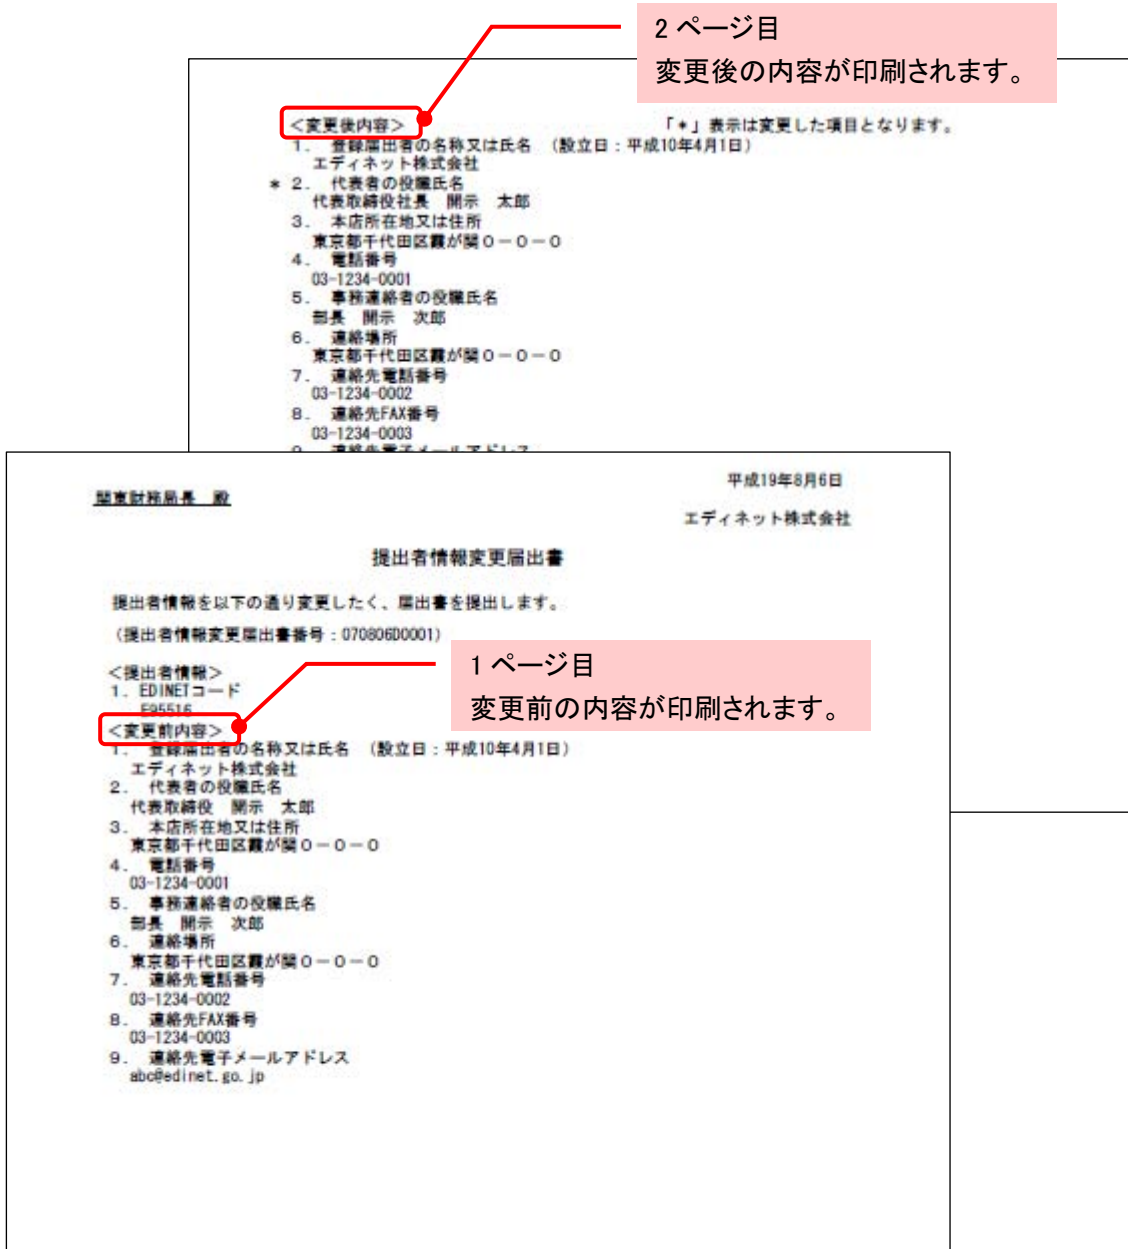 2 ページ目
変更後の内容が印刷されます。
<変更後内容>
「*」表示は変更した項目となります。
1. 登録届出者の名称又は氏名 (設立日:平成10年4月1日)
エディネット株式会社
* 2. 代表者の役職氏名
代表取締役社長 開示 太郎
3. 本店所在地又は住所
東京都千代田区霞が関0-0-0
4. 電話番号
03-1234-0001
5. 事務連絡者の役職氏名
部長 開示 次郎
6. 連絡場所
東京都千代田区霞が関0-0-0
7. 連絡先電話番号
03-1234-0002
8. 連絡先FAX番号
03-1234-0003
9. 連絡先電子メールアドレス
平成19年8月6日
関東財務局長 殿
エディネット株式会社
提出者情報変更届出書
提出者情報を以下の通り変更したく、届出書を提出します。
(提出者情報変更届出書番号:070806D0001)
1 ページ目
変更前の内容が印刷されます。
<提出者情報>
1. EDINETコード
E95516
<変更前内容>
1. 登録届出者の名称又は氏名 (設立日:平成10年4月1日)
エディネット株式会社
2. 代表者の役職氏名
代表取締役 開示 太郎
3. 本店所在地又は住所
東京都千代田区霞が関0-0-0
4. 電話番号
03-1234-0001
5. 事務連絡者の役職氏名
部長 開示 次郎
6. 連絡場所
東京都千代田区霞が関0-0-0
7. 連絡先電話番号
03-1234-0002
8. 連絡先FAX番号
03-1234-0003
9. 連絡先電子メールアドレス
abc@edinet.go.jp